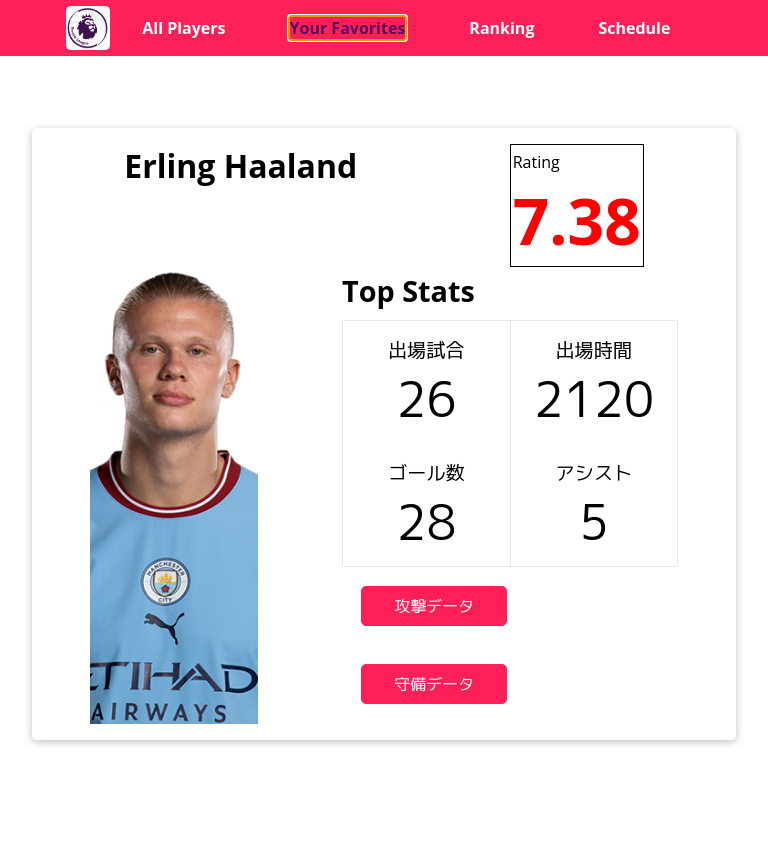 All Players
Your Favorites
Ranking
Schedule
Erling Haaland
Rating
7.38
Top Stats
出場試合
出場時間
26
2120
ゴール数
アシスト
28
5
攻撃データ
守備データ
MANCHESTER
CITY
ETIHAD
AIRWAYS